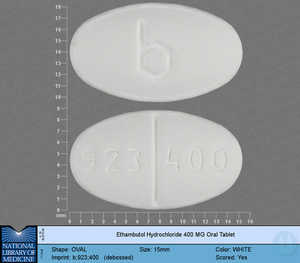 b
923 400
mm
Ethambutol Hydrochloride 400 MG Oral Tablet
NATIONAL LIBRARY OF MEDICINE
Shape: OVAL Size: 15mm Color: WHITE
Imprint: b;923;400 (debossed) Scored: Yes